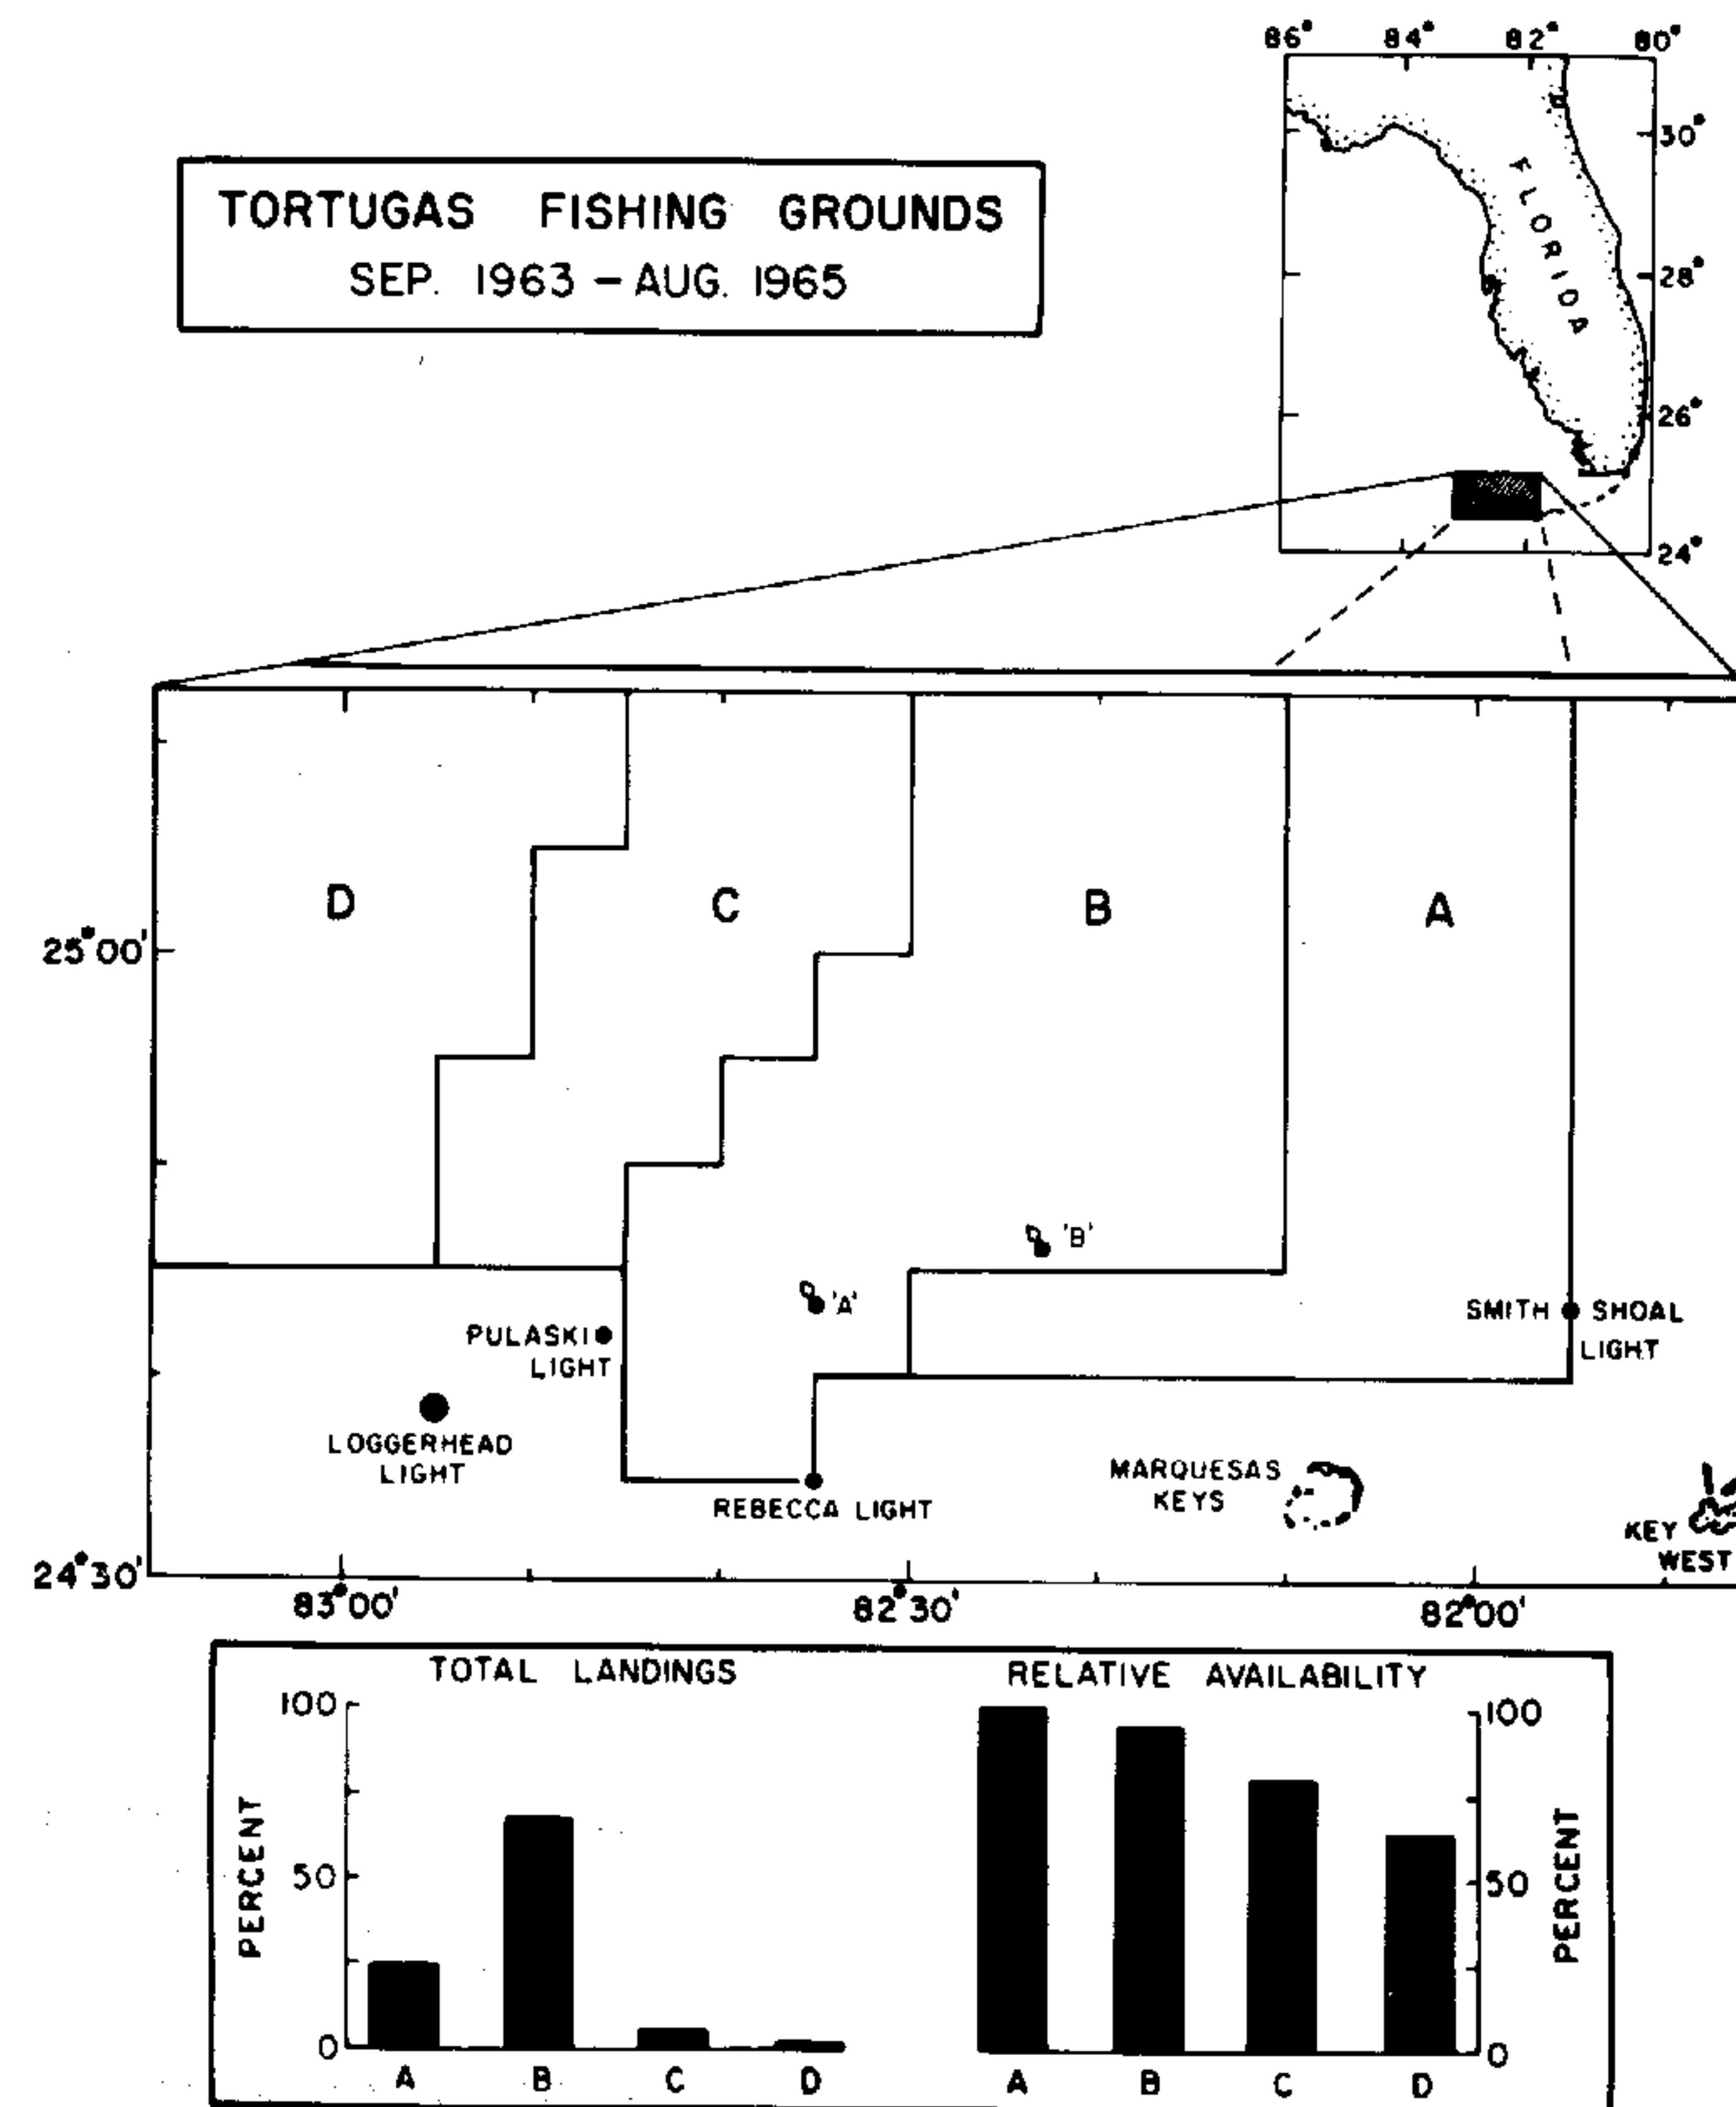 86° 84° 82° 80°
30°
28°
26°
24°
FLORIDA
TORTUGAS FISHING GROUNDS
SEP. 1963 – AUG. 1965
D C B A
25°00'
'B'
'A'
PULASKI
LIGHT
SMITH SHOAL
LIGHT
LOGGERHEAD
LIGHT
REBECCA LIGHT
MARQUESAS
KEYS
KEY
WEST
24°30'
83°00' 82°30' 82°00'
TOTAL LANDINGS
100
50
0
PERCENT
A B C D
RELATIVE AVAILABILITY
100
50
0
PERCENT
A B C D